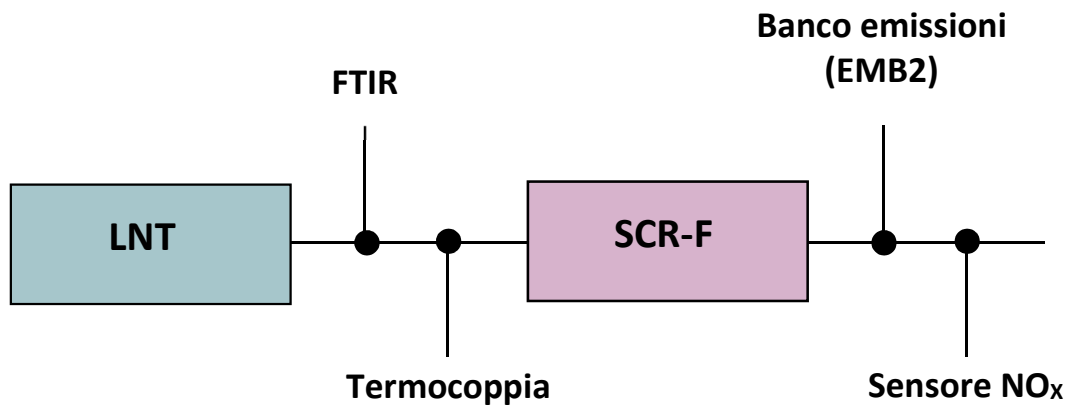 Banco emissioni
(EMB2)
FTIR
LNT
SCR-F
Termocoppia
Sensore NOX